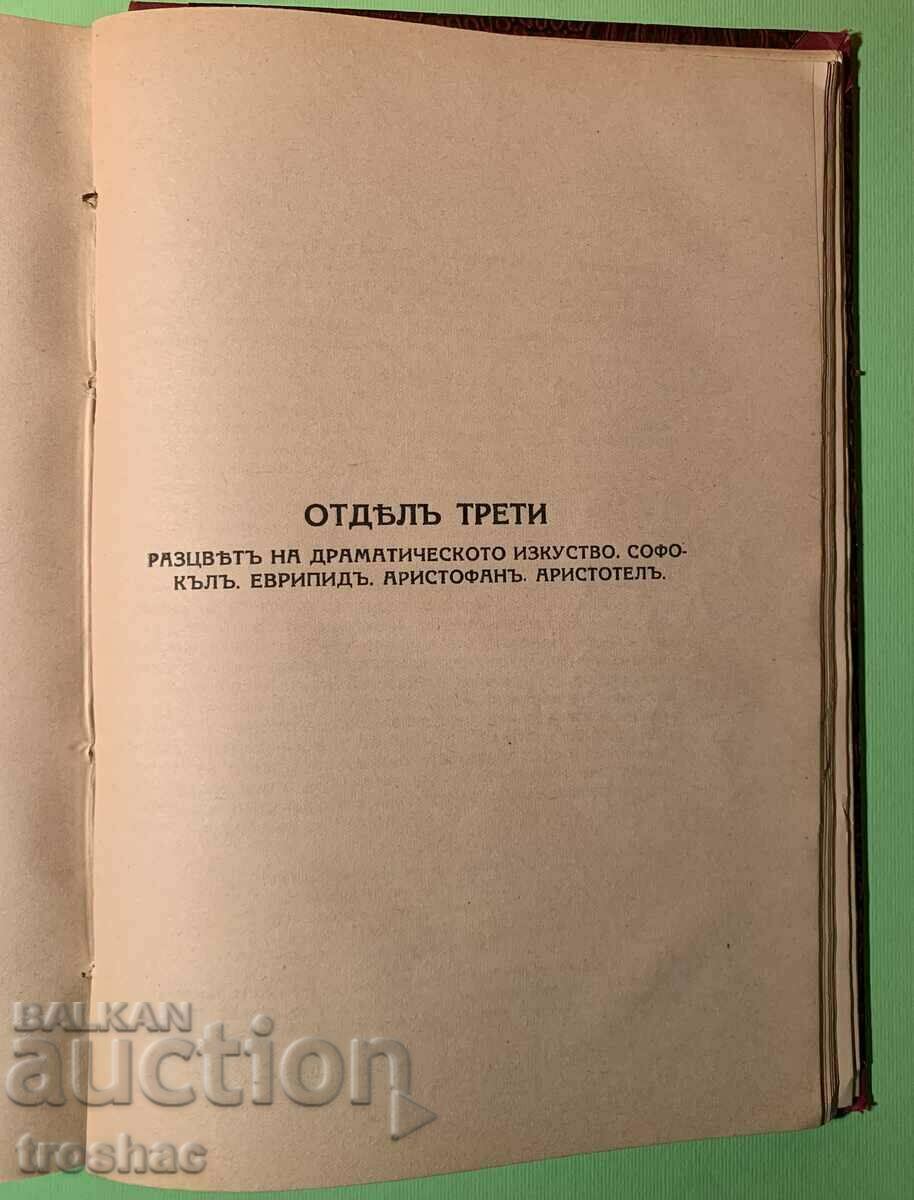 ОТДѢЛЪ ТРЕТИ
РАЗЦВѢТЪ НА ДРАМАТИЧЕСКОТО ИЗКУСТВО. СОФО-
КЪЛЪ. ЕВРИПИДЪ. АРИСТОФАНЪ. АРИСТОТЕЛЪ.
BALKAN
auction
troshac